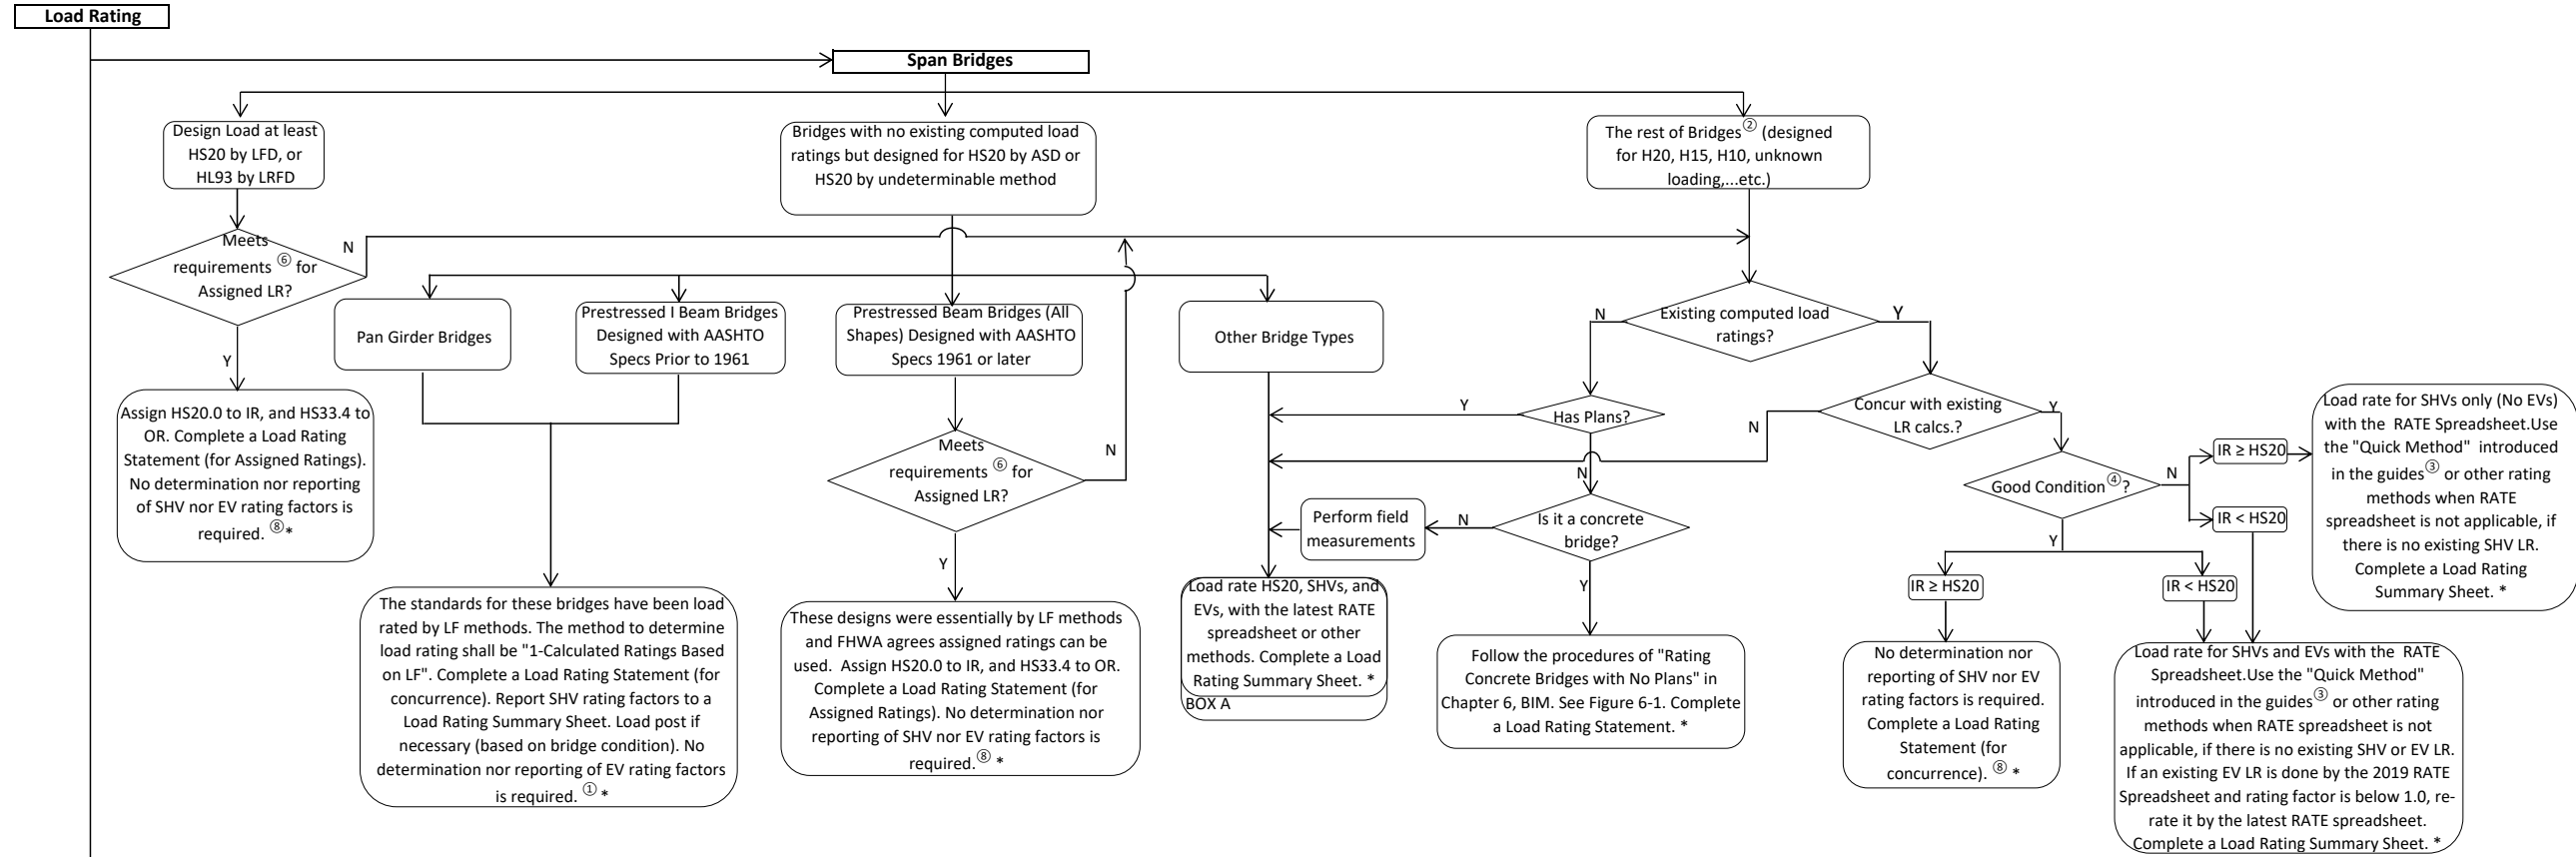 Load Rating
Span Bridges
Design Load at least
HS20 by LFD, or
HL93 by LRFD
Bridges with no existing computed load
ratings but designed for HS20 by ASD or
HS20 by undeterminable method
The rest of Bridges② (designed
for H20, H15, H10, unknown
loading,...etc.)
Meets
requirements ⑥ for
Assigned LR?
N
Y
Pan Girder Bridges
Prestressed I Beam Bridges
Designed with AASHTO
Specs Prior to 1961
Prestressed Beam Bridges (All
Shapes) Designed with AASHTO
Specs 1961 or later
Other Bridge Types
Existing computed load
ratings?
N
Y
Assign HS20.0 to IR, and HS33.4 to
OR. Complete a Load Rating
Statement (for Assigned Ratings).
No determination nor reporting
of SHV nor EV rating factors is
required. ⑧*
Meets
requirements ⑥ for
Assigned LR?
N
Y
Has Plans?
Y
N
Concur with existing
LR calcs.?
N
Y
Good Condition④?
N
Y
IR ≥ HS20
IR < HS20
Load rate for SHVs only (No EVs)
with the RATE Spreadsheet.Use
the "Quick Method" introduced
in the guides③ or other rating
methods when RATE
spreadsheet is not applicable, if
there is no existing SHV LR.
Complete a Load Rating
Summary Sheet. *
Perform field
measurements
N
Is it a concrete
bridge?
Y
IR ≥ HS20
IR < HS20
The standards for these bridges have been load
rated by LF methods. The method to determine
load rating shall be "1-Calculated Ratings Based
on LF". Complete a Load Rating Statement (for
concurrence). Report SHV rating factors to a
Load Rating Summary Sheet. Load post if
necessary (based on bridge condition). No
determination nor reporting of EV rating factors
is required. ① *
These designs were essentially by LF methods
and FHWA agrees assigned ratings can be
used. Assign HS20.0 to IR, and HS33.4 to OR.
Complete a Load Rating Statement (for
Assigned Ratings). No determination nor
reporting of SHV nor EV rating factors is
required.⑧ *
Load rate HS20, SHVs, and
EVs, with the latest RATE
spreadsheet or other
methods. Complete a Load
Rating Summary Sheet. *
BOX A
Follow the procedures of "Rating
Concrete Bridges with No Plans" in
Chapter 6, BIM. See Figure 6-1. Complete
a Load Rating Statement. *
No determination nor
reporting of SHV nor EV
rating factors is required.
Complete a Load Rating
Statement (for
concurrence). ⑧ *
Load rate for SHVs and EVs with the RATE
Spreadsheet.Use the "Quick Method"
introduced in the guides③ or other rating
methods when RATE spreadsheet is not
applicable, if there is no existing SHV or EV LR.
If an existing EV LR is done by the 2019 RATE
Spreadsheet and rating factor is below 1.0, re-
rate it by the latest RATE spreadsheet.
Complete a Load Rating Summary Sheet. *